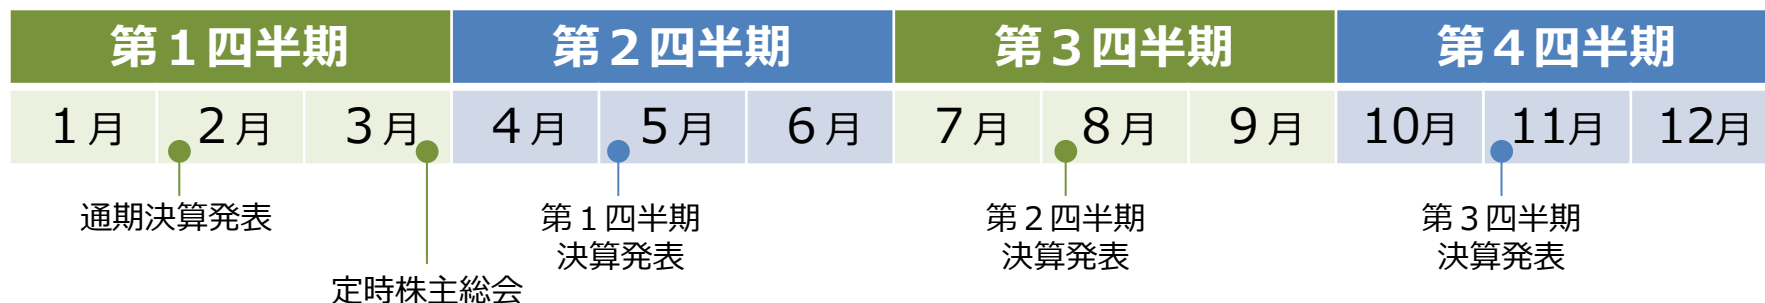 第１四半期 第２四半期 第３四半期 第４四半期
１月 ２月 ３月 ４月 ５月 ６月 ７月 ８月 ９月 10月 11月 12月
通期決算発表 第１四半期 第２四半期 第３四半期
決算発表 決算発表 決算発表
定時株主総会